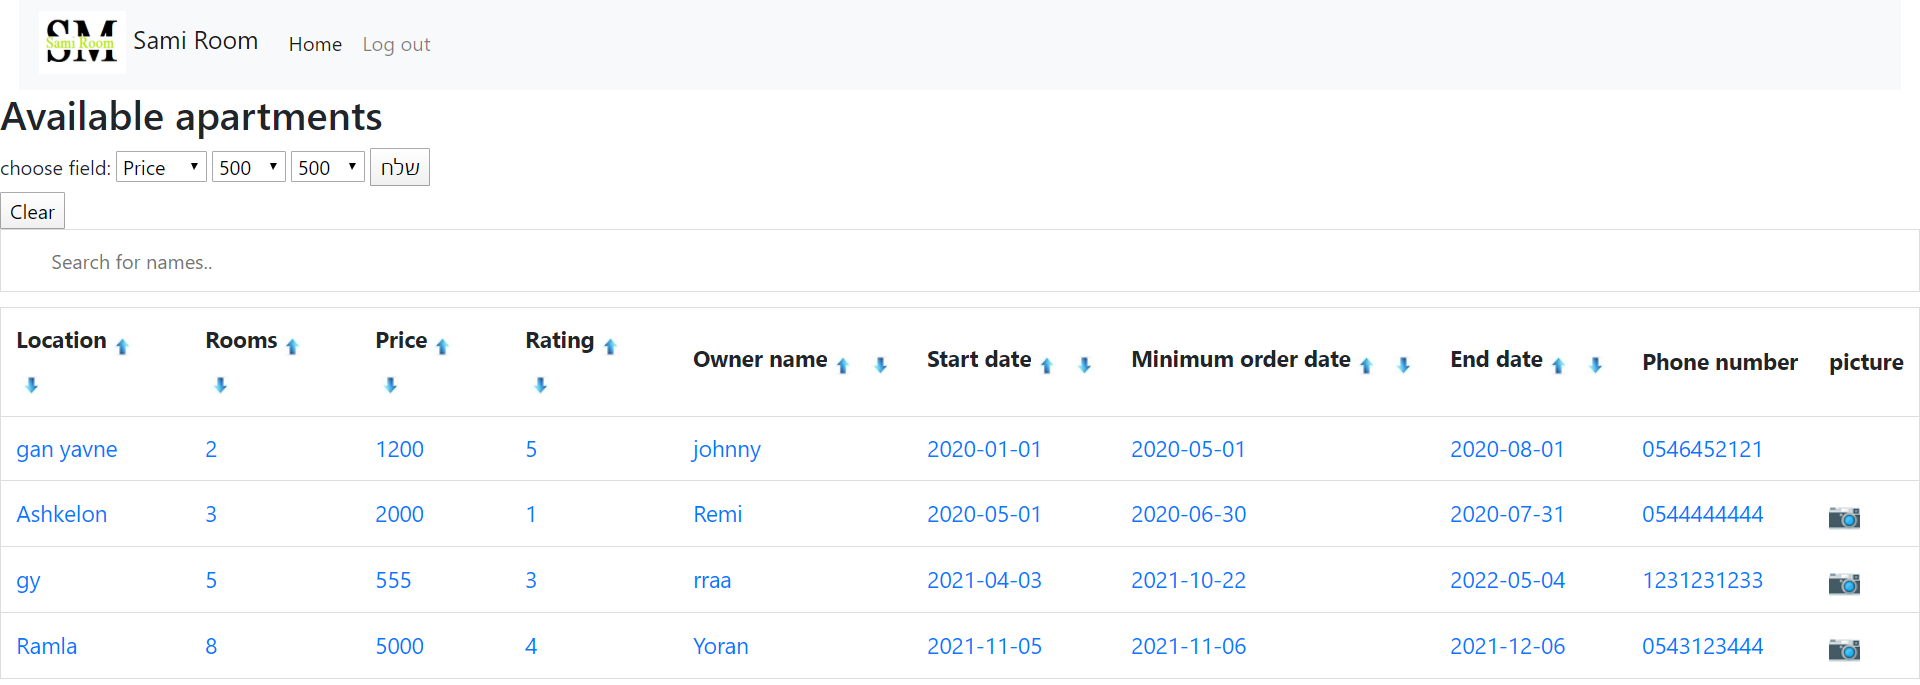 SM Sami Room Sami Room Home Log out
Available apartments
choose field: Price 500 500 שלח
Clear
Search for names..
Location Rooms Price Rating Owner name Start date Minimum order date End date Phone number picture
gan yavne 2 1200 5 johnny 2020-01-01 2020-05-01 2020-08-01 0546452121
Ashkelon 3 2000 1 Remi 2020-05-01 2020-06-30 2020-07-31 0544444444
gy 5 555 3 rraa 2021-04-03 2021-10-22 2022-05-04 1231231233
Ramla 8 5000 4 Yoran 2021-11-05 2021-11-06 2021-12-06 0543123444